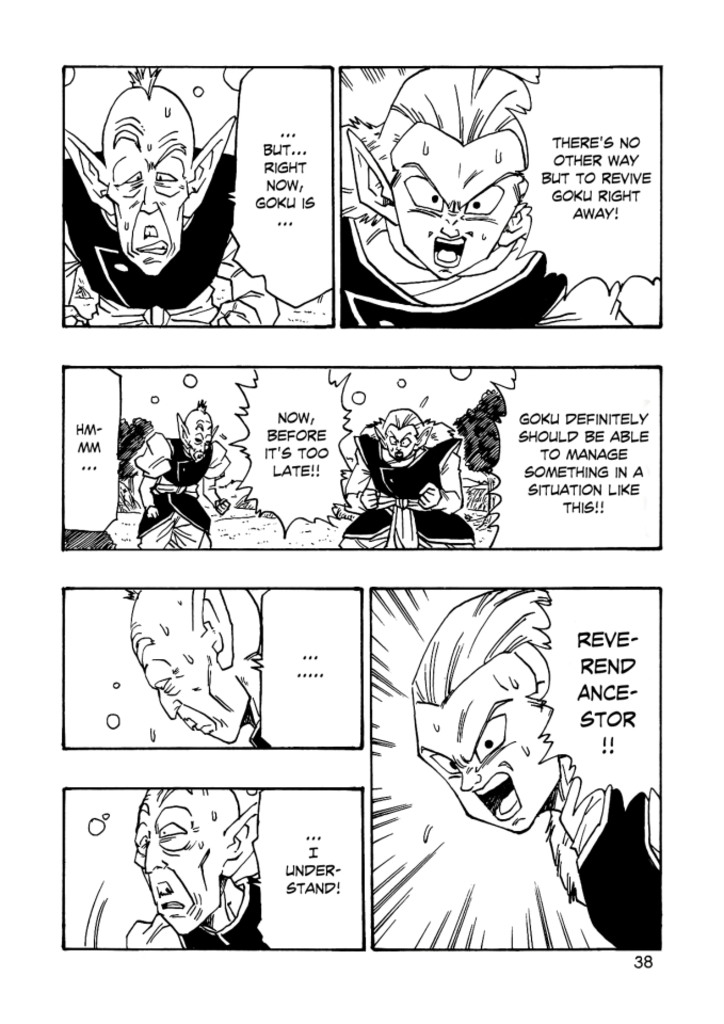 THERE'S NO
OTHER WAY
BUT TO REVIVE
GOKU RIGHT
AWAY!
...
BUT...
RIGHT
NOW,
GOKU IS
...
GOKU DEFINITELY
SHOULD BE ABLE
TO MANAGE
SOMETHING IN A
SITUATION LIKE
THIS!!
NOW,
BEFORE
IT'S TOO
LATE!!
HM-
MM
...
REVE-
REND
ANCE-
STOR
!!
...
.....
...
I
UNDER-
STAND!
38